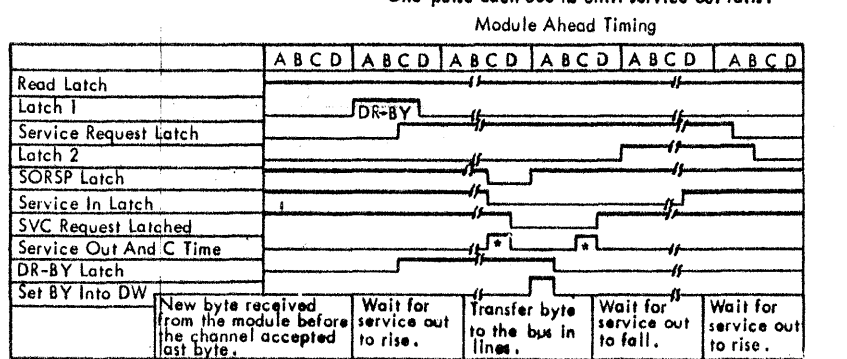 Module Ahead Timing
A B C D A B C D A B C D A B C D A B C D A B C D
Read Latch
Latch 1
DR-BY
Service Request Latch
Latch 2
SORSP Latch
Service In Latch
SVC Request Latched
Service Out And C Time
* *
DR-BY Latch
Set BY Into DW
New byte received
from the module before
the channel accepted
last byte.
Wait for
service out
to rise.
Transfer byte
to the bus in
lines.
Wait for
service out
to fall.
Wait for
service out
to rise.